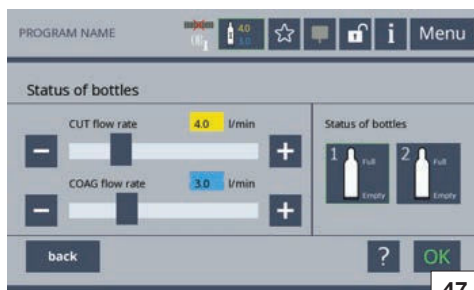 PROGRAM NAME
4.0
3.0
i
Menu
Status of bottles
CUT flow rate
4.0 l/min
Status of bottles
−
+
1 Full
Empty
2 Full
Empty
COAG flow rate
3.0 l/min
−
+
back
?
OK
47